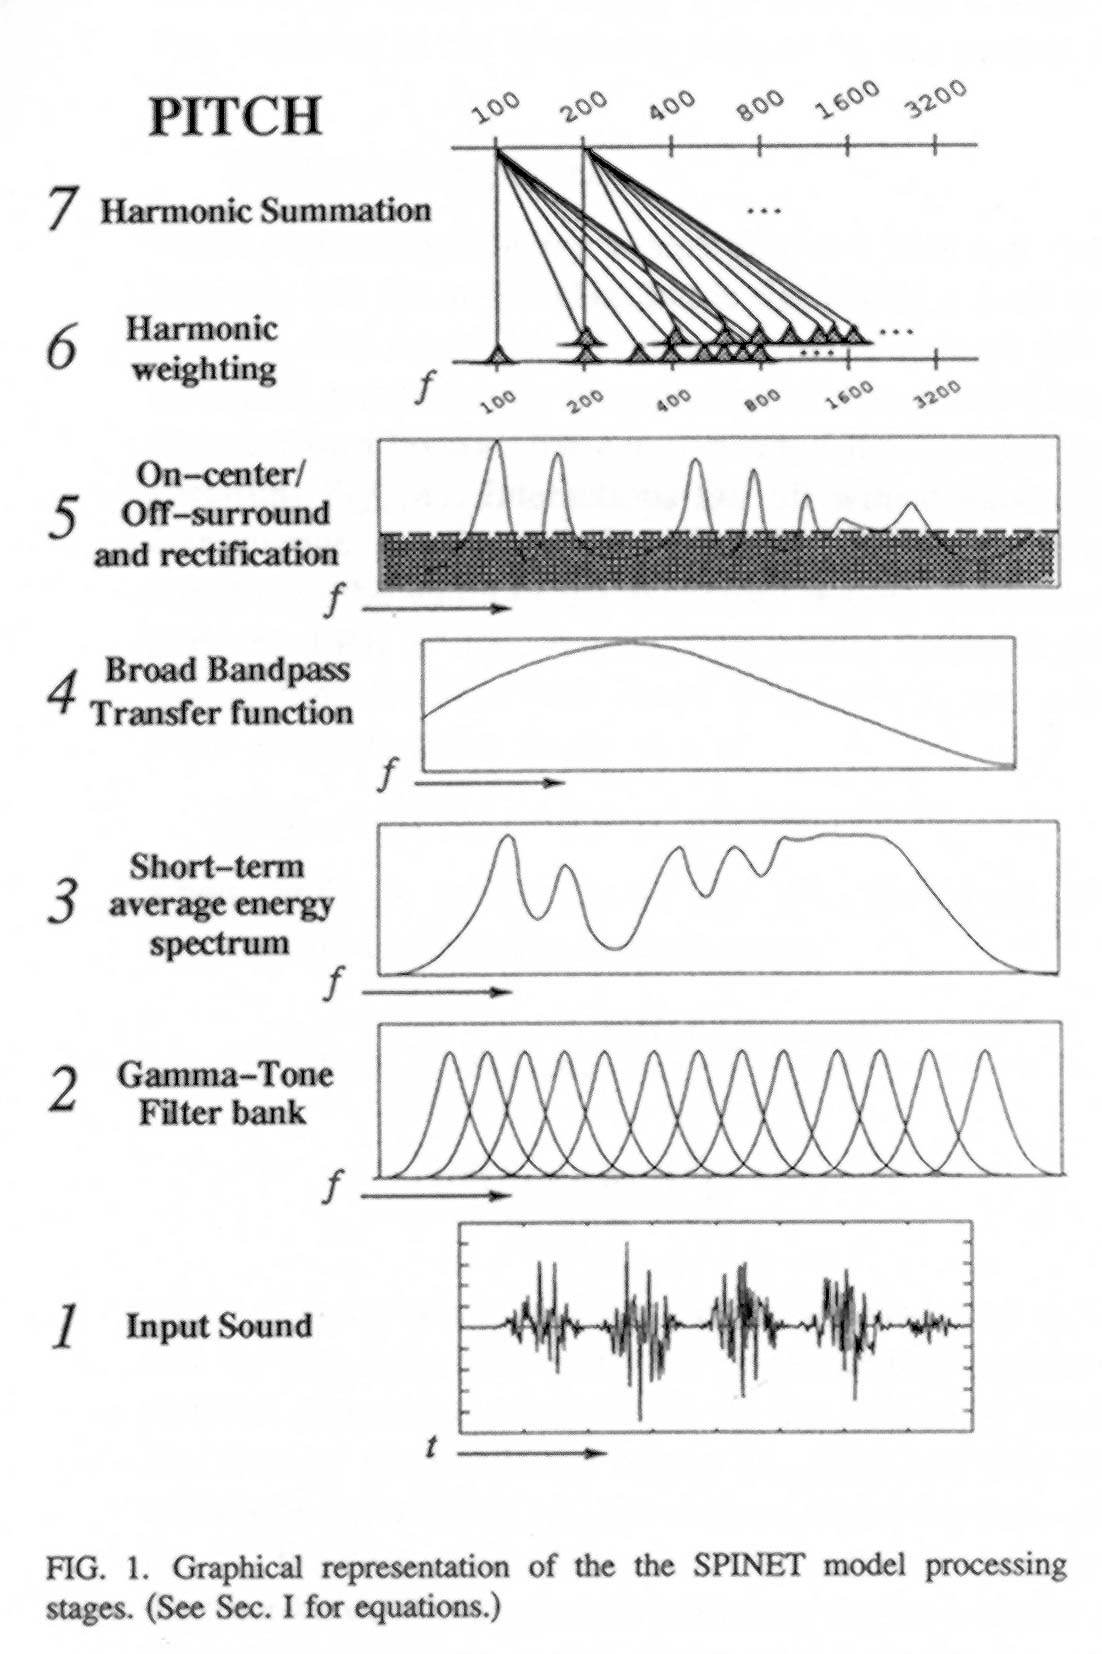 PITCH
100 200 400 800 1600 3200
7 Harmonic Summation
...
6 Harmonic
weighting
...
...
f
100 200 400 800 1600 3200
5 On-center/
Off-surround
and rectification
f
4 Broad Bandpass
Transfer function
f
3 Short-term
average energy
spectrum
f
2 Gamma-Tone
Filter bank
f
1 Input Sound
t
FIG. 1. Graphical representation of the the SPINET model processing
stages. (See Sec. I for equations.)